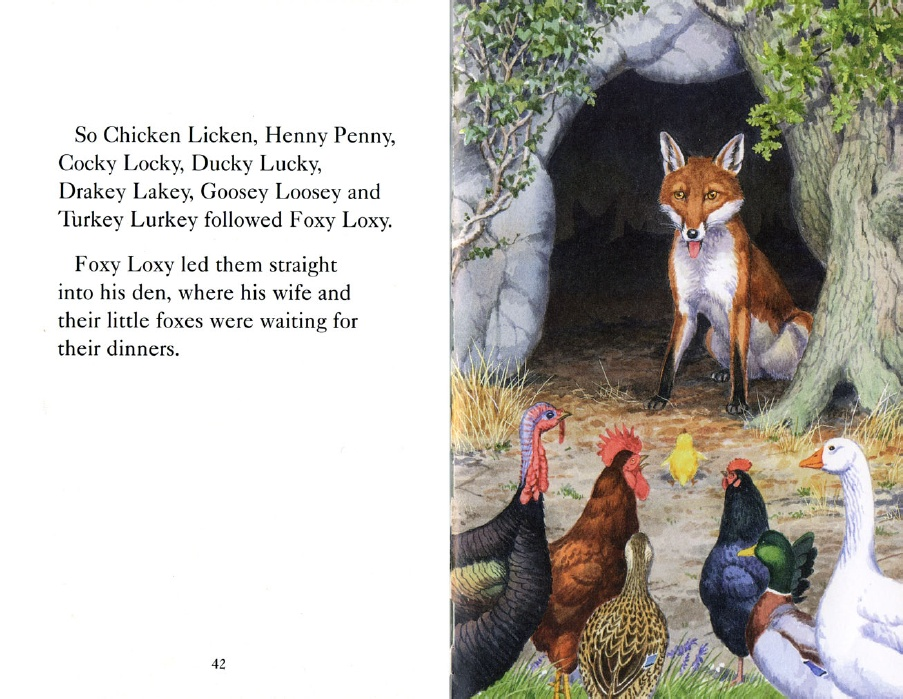 So Chicken Licken, Henny Penny,
Cocky Locky, Ducky Lucky,
Drakey Lakey, Goosey Loosey and
Turkey Lurkey followed Foxy Loxy.
Foxy Loxy led them straight
into his den, where his wife and
their little foxes were waiting for
their dinners.
42